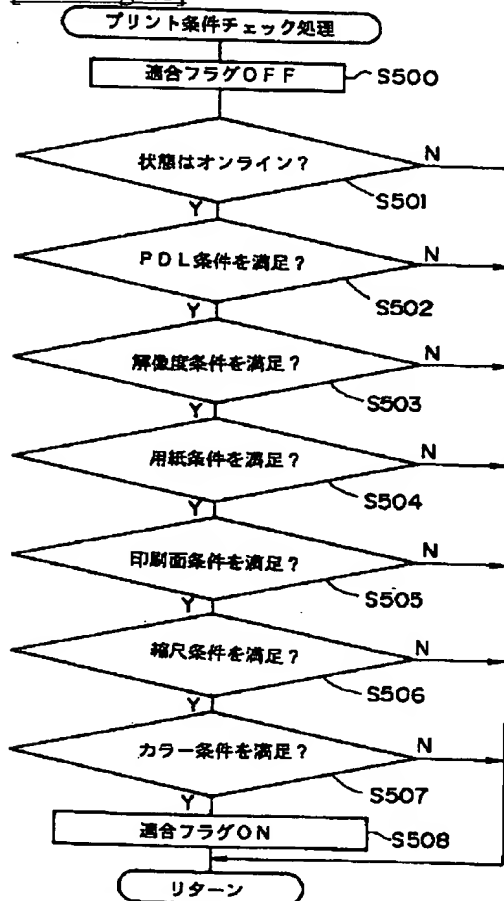 プリント条件チェック処理
適合フラグOFF
S500
状態はオンライン?
N
S501
Y
PDL条件を満足?
N
S502
Y
解像度条件を満足?
N
S503
Y
用紙条件を満足?
N
S504
Y
印刷面条件を満足?
N
S505
Y
縮尺条件を満足?
N
S506
Y
カラー条件を満足?
N
S507
Y
適合フラグON
S508
リターン